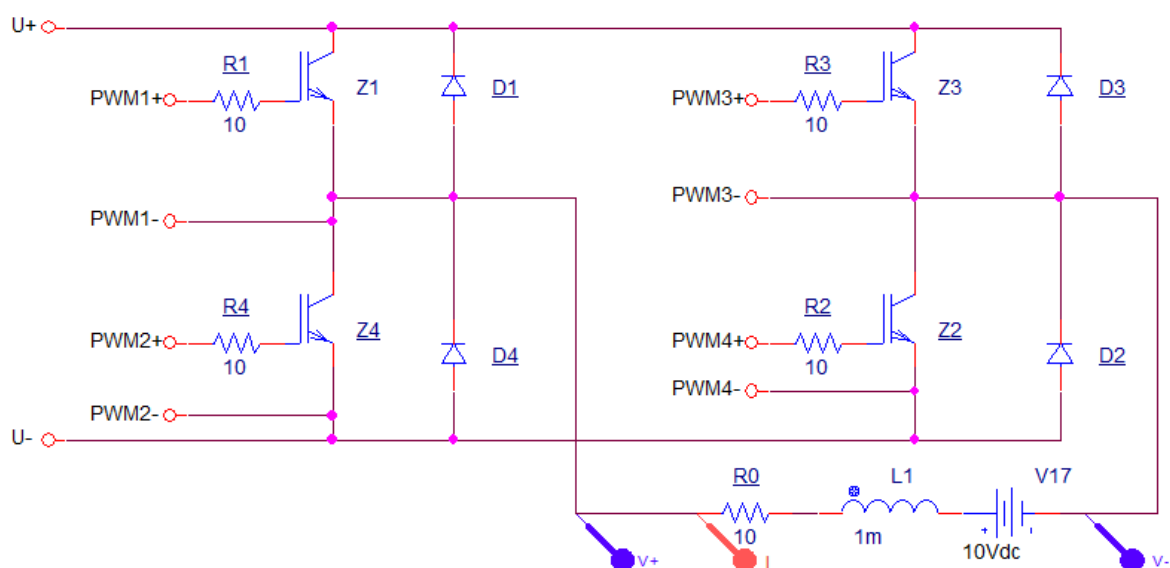 U+
R1
PWM1+
10
Z1
D1
R3
PWM3+
10
Z3
D3
PWM1-
PWM3-
R4
PWM2+
10
Z4
D4
R2
PWM4+
10
Z2
D2
PWM4-
PWM2-
U-
R0
10
L1
1m
V17
+
10Vdc
V+
I
V-